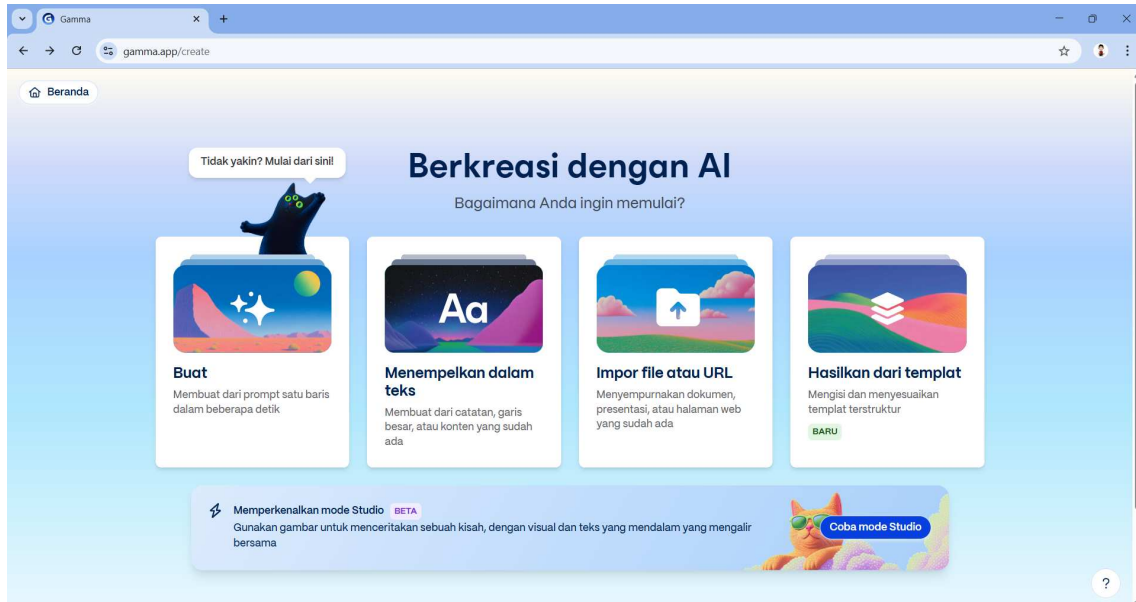 Gamma
gamma.app/create
Beranda
Tidak yakin? Mulai dari sini!
Berkreasi dengan AI
Bagaimana Anda ingin memulai?
Buat
Membuat dari prompt satu baris
dalam beberapa detik
Aa
Menempelkan dalam
teks
Membuat dari catatan, garis
besar, atau konten yang sudah
ada
Impor file atau URL
Menyempurnakan dokumen,
presentasi, atau halaman web
yang sudah ada
Hasilkan dari templat
Mengisi dan menyesuaikan
templat terstruktur
BARU
Memperkenalkan mode Studio BETA
Gunakan gambar untuk menceritakan sebuah kisah, dengan visual dan teks yang mendalam yang mengalir
bersama
Coba mode Studio
?